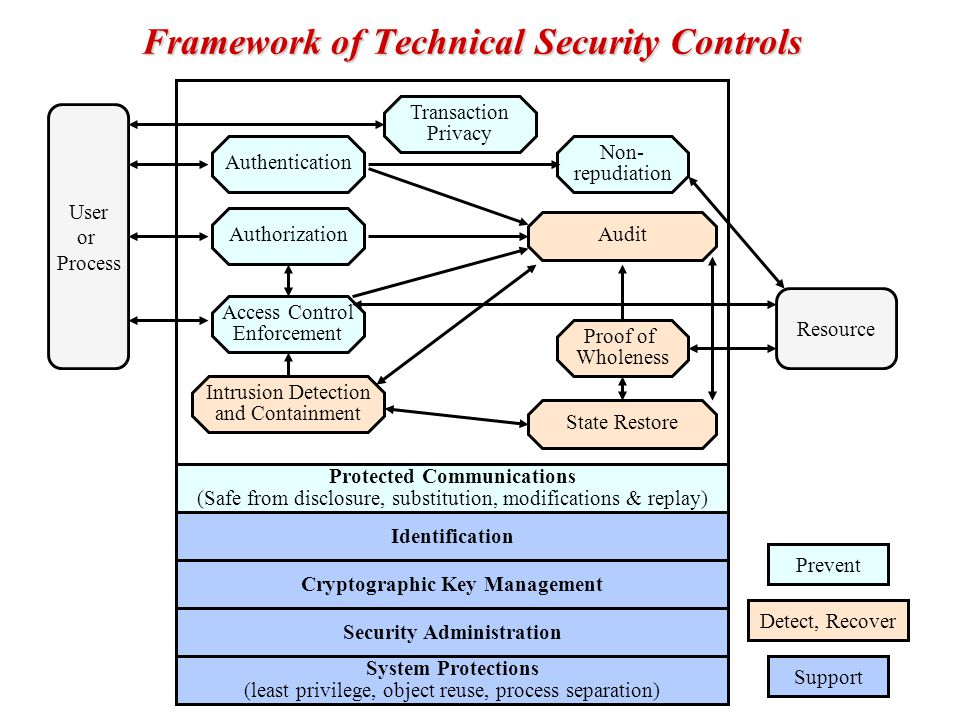 Framework of Technical Security Controls
Transaction
Privacy
Authentication
Non-
repudiation
User
or
Process
Authorization
Audit
Access Control
Enforcement
Proof of
Wholeness
Resource
Intrusion Detection
and Containment
State Restore
Protected Communications
(Safe from disclosure, substitution, modifications & replay)
Identification
Cryptographic Key Management
Security Administration
System Protections
(least privilege, object reuse, process separation)
Prevent
Detect, Recover
Support